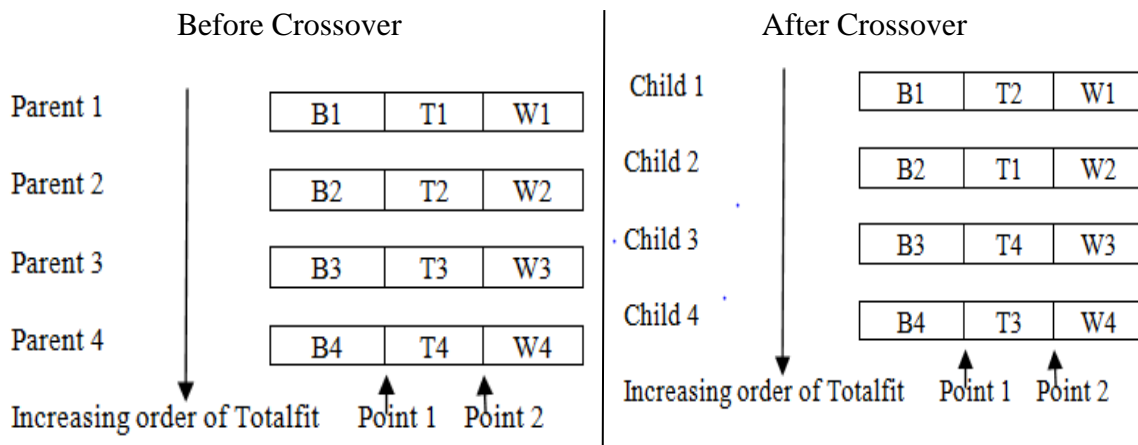 Before Crossover
Parent 1 B1 T1 W1
Parent 2 B2 T2 W2
Parent 3 B3 T3 W3
Parent 4 B4 T4 W4
Increasing order of Totalfit Point 1 Point 2
After Crossover
Child 1 B1 T2 W1
Child 2 B2 T1 W2
Child 3 B3 T4 W3
Child 4 B4 T3 W4
Increasing order of Totalfit Point 1 Point 2